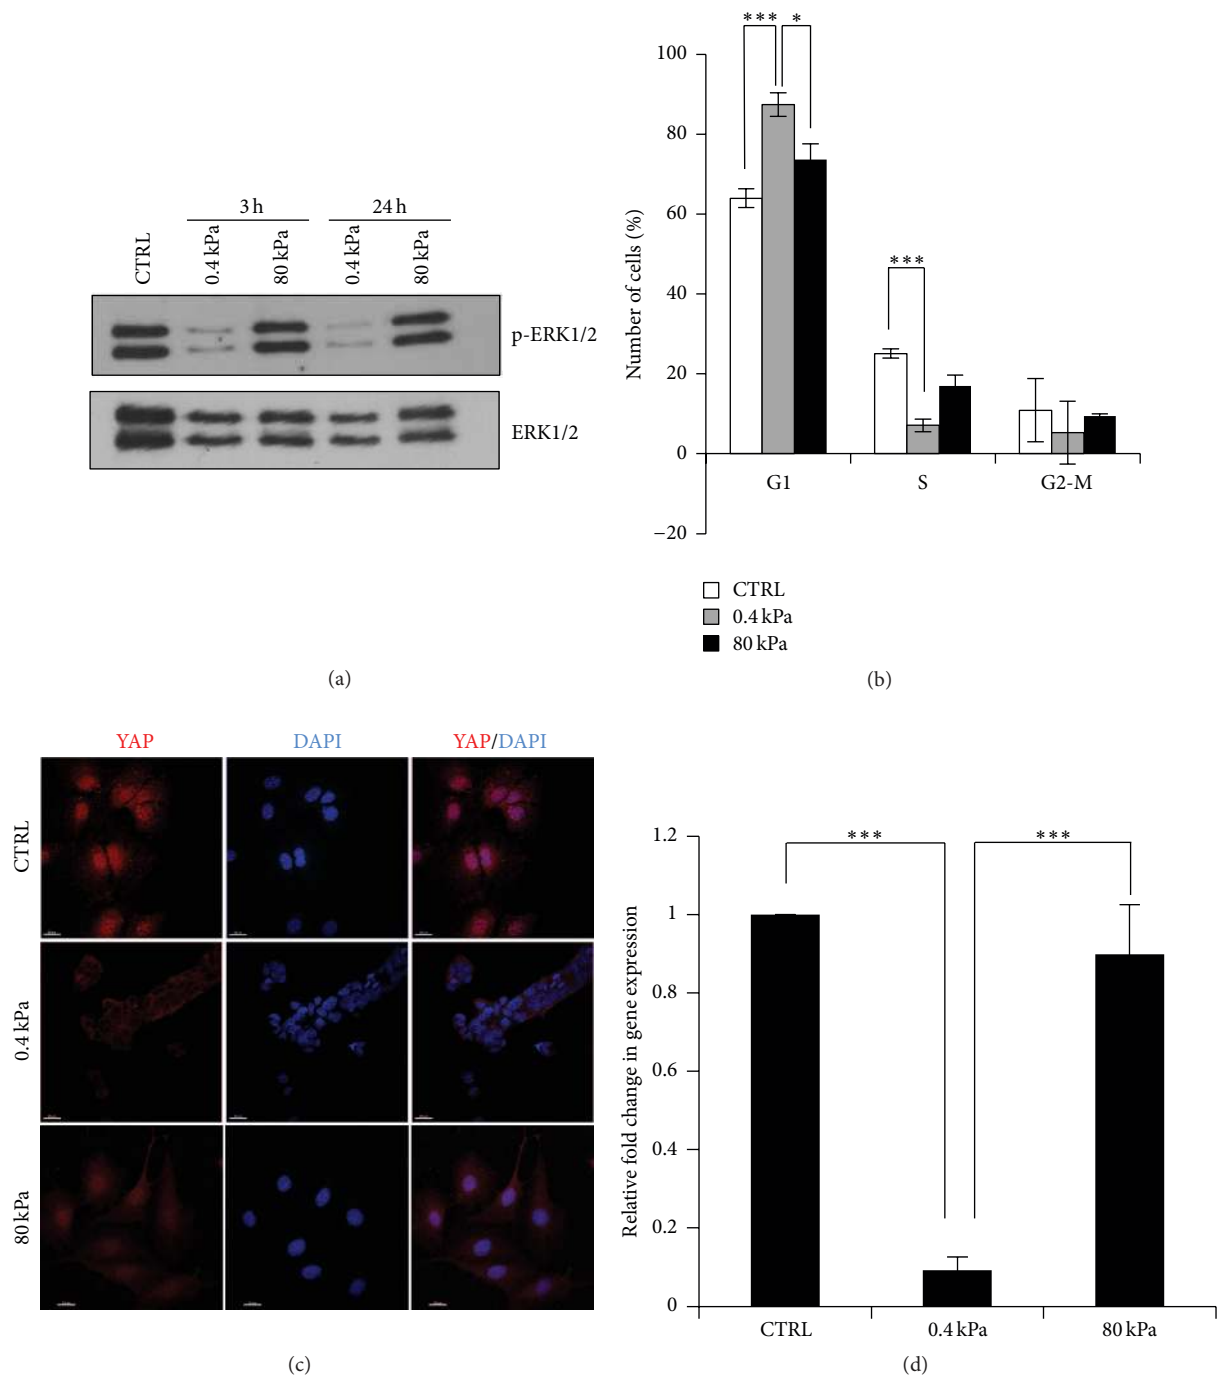 3 h
24 h
CTRL
0.4 kPa
80 kPa
0.4 kPa
80 kPa
p-ERK1/2
ERK1/2
(a)
∗∗∗
∗
100
80
60
40
20
0
−20
Number of cells (%)
∗∗∗
G1
S
G2-M
CTRL
0.4 kPa
80 kPa
(b)
YAP
DAPI
YAP/DAPI
CTRL
0.4 kPa
80 kPa
(c)
1.2
1
0.8
0.6
0.4
0.2
0
Relative fold change in gene expression
∗∗∗
∗∗∗
CTRL
0.4 kPa
80 kPa
(d)